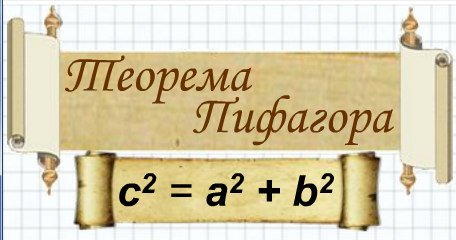 Теорема
Пифагора
c² = a² + b²